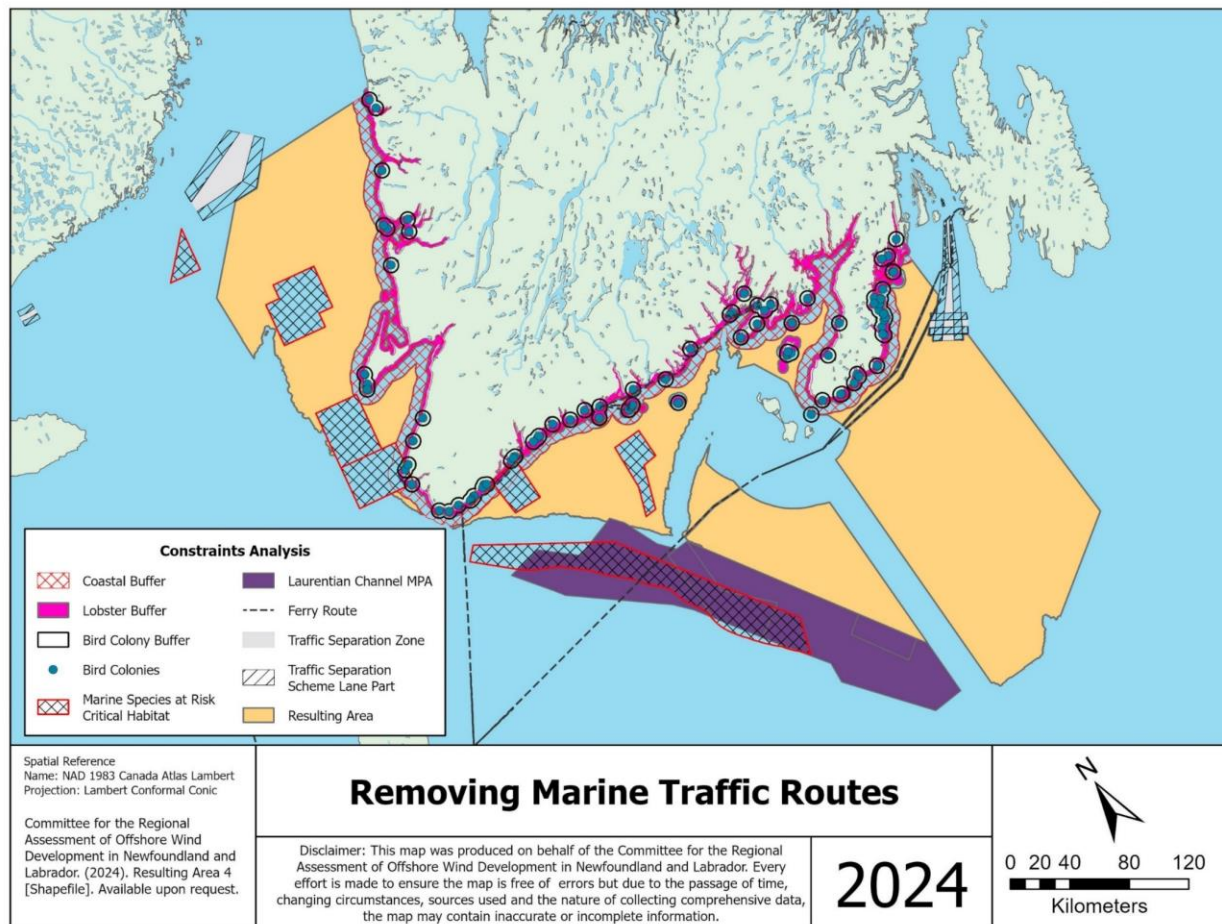 Constraints Analysis
Coastal Buffer
Lobster Buffer
Bird Colony Buffer
Bird Colonies
Marine Species at Risk
Critical Habitat
Laurentian Channel MPA
Ferry Route
Traffic Separation Zone
Traffic Separation
Scheme Lane Part
Resulting Area
Spatial Reference
Name: NAD 1983 Canada Atlas Lambert
Projection: Lambert Conformal Conic
Committee for the Regional
Assessment of Offshore Wind
Development in Newfoundland and
Labrador. (2024). Resulting Area 4
[Shapefile]. Available upon request.
Removing Marine Traffic Routes
Disclaimer: This map was produced on behalf of the Committee for the Regional
Assessment of Offshore Wind Development in Newfoundland and Labrador. Every
effort is made to ensure the map is free of errors but due to the passage of time,
changing circumstances, sources used and the nature of collecting comprehensive data,
the map may contain inaccurate or incomplete information.
2024
N
0 20 40 80 120
Kilometers